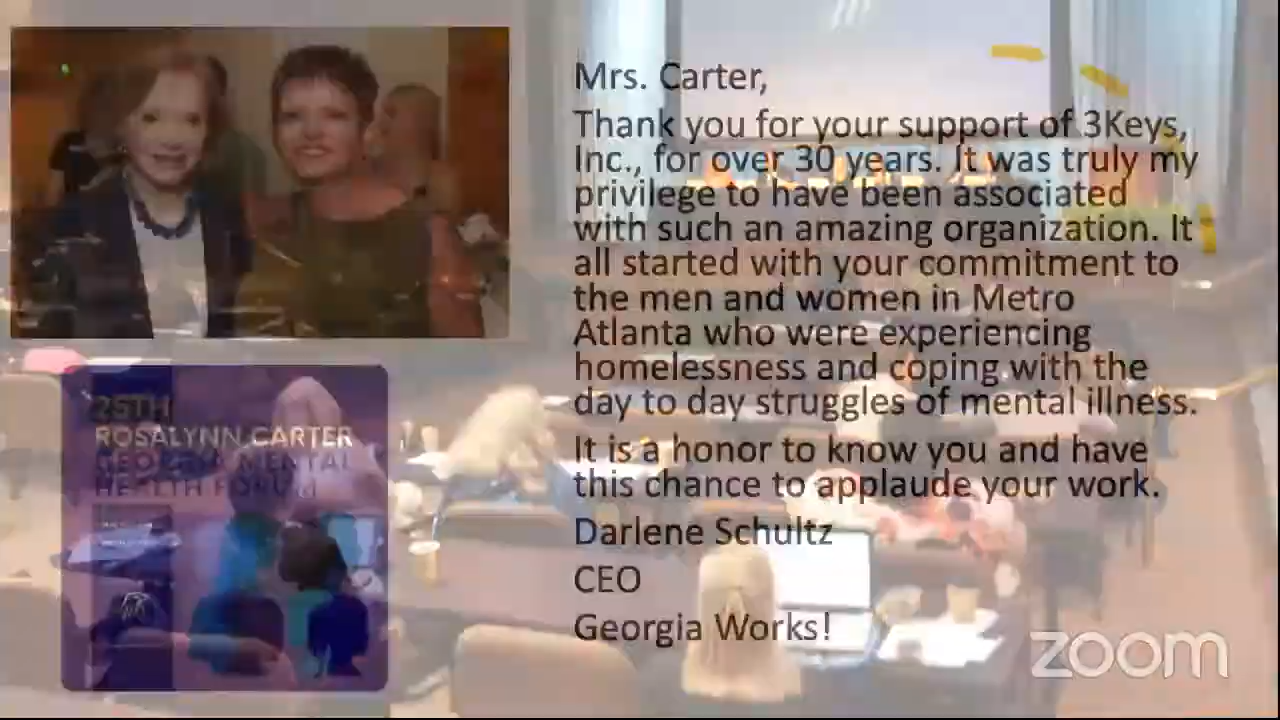 Mrs. Carter,
Thank you for your support of 3Keys,
Inc., for over 30 years. It was truly my
privilege to have been associated
with such an amazing organization. It
all started with your commitment to
the men and women in Metro
Atlanta who were experiencing
homelessness and coping with the
day to day struggles of mental illness.
It is a honor to know you and have
this chance to applaude your work.
Darlene Schultz
CEO
Georgia Works!
25TH
ROSALYNN CARTER
GEORGIA MENTAL
HEALTH FORUM
zoom